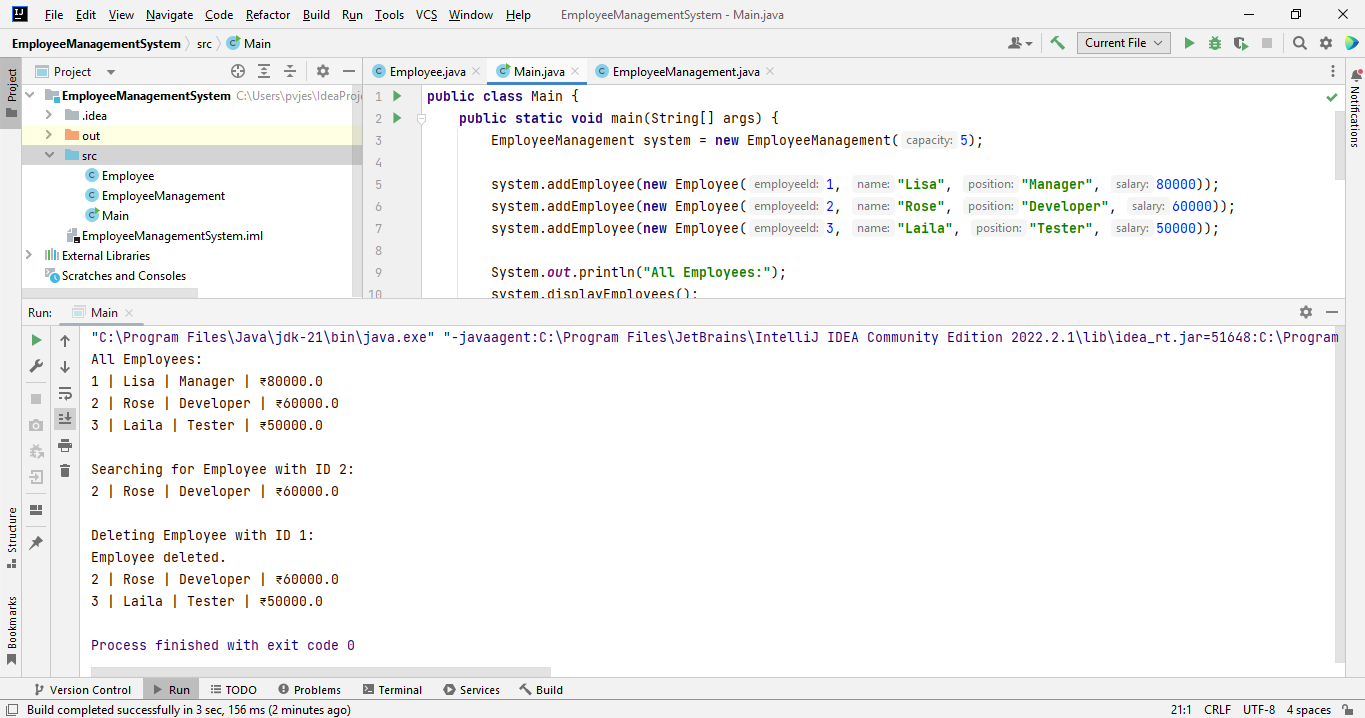 File Edit View Navigate Code Refactor Build Run Tools VCS Window Help EmployeeManagementSystem - Main.java
EmployeeManagementSystem src Main Current File
Project
Employee.java Main.java EmployeeManagement.java
Project
EmployeeManagementSystem C:\Users\pvjes\IdeaProj
.idea
out
src
Employee
EmployeeManagement
Main
EmployeeManagementSystem.iml
External Libraries
Scratches and Consoles
1 public class Main {
2 public static void main(String[] args) {
3 EmployeeManagement system = new EmployeeManagement( capacity: 5);
4
5 system.addEmployee(new Employee( employeeId: 1, name: "Lisa", position: "Manager", salary: 80000));
6 system.addEmployee(new Employee( employeeId: 2, name: "Rose", position: "Developer", salary: 60000));
7 system.addEmployee(new Employee( employeeId: 3, name: "Laila", position: "Tester", salary: 50000));
8
9 System.out.println("All Employees:");
10 system.displayEmployees();
Notifications
Run: Main
"C:\Program Files\Java\jdk-21\bin\java.exe" "-javaagent:C:\Program Files\JetBrains\IntelliJ IDEA Community Edition 2022.2.1\lib\idea_rt.jar=51648:C:\Program
All Employees:
1 | Lisa | Manager | ₹80000.0
2 | Rose | Developer | ₹60000.0
3 | Laila | Tester | ₹50000.0
Searching for Employee with ID 2:
2 | Rose | Developer | ₹60000.0
Deleting Employee with ID 1:
Employee deleted.
2 | Rose | Developer | ₹60000.0
3 | Laila | Tester | ₹50000.0
Process finished with exit code 0
Structure
Bookmarks
Version Control Run TODO Problems Terminal Services Build
Build completed successfully in 3 sec, 156 ms (2 minutes ago) 21:1 CRLF UTF-8 4 spaces